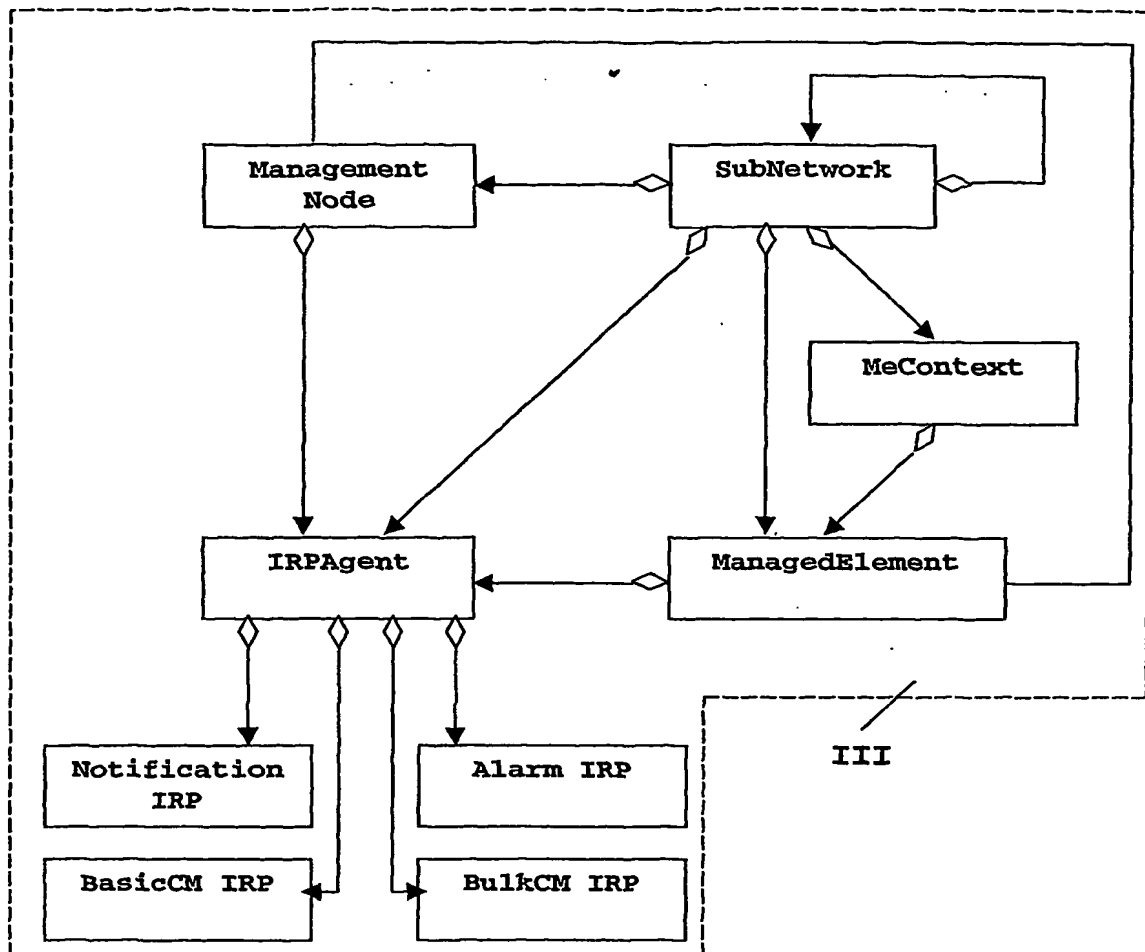 Management
Node
SubNetwork
MeContext
IRPAgent
ManagedElement
III
Notification
IRP
Alarm IRP
BasicCM IRP
BulkCM IRP